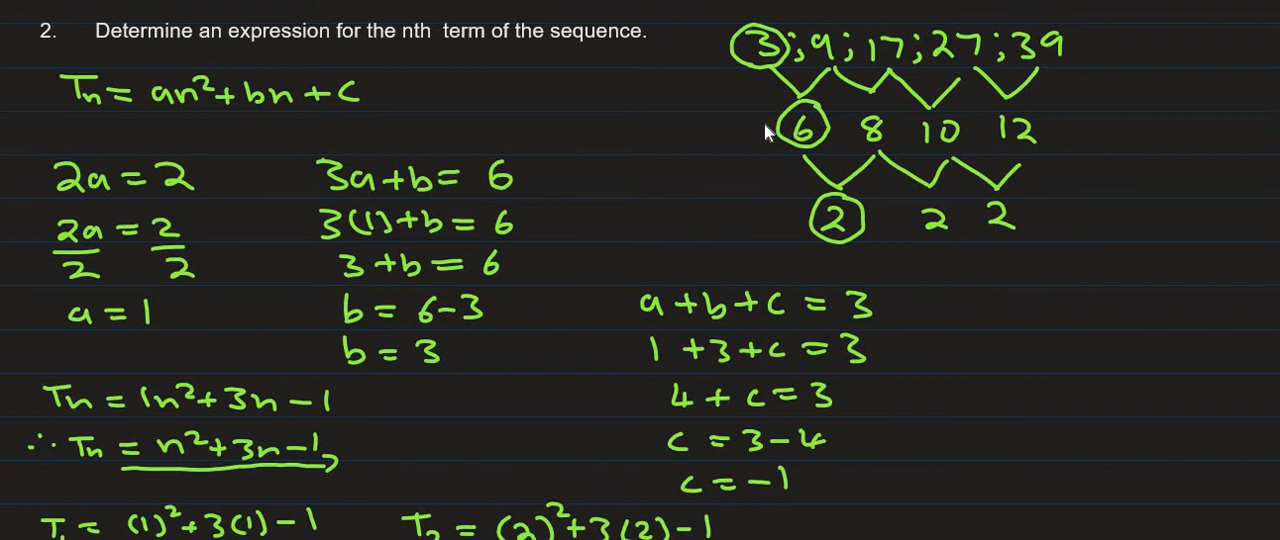 2. Determine an expression for the nth term of the sequence.
3; 9; 17; 27; 39
6 8 10 12
2 2 2
Tn = an² + bn + c
2a = 2
2a/2 = 2/2
a = 1
3a + b = 6
3(1) + b = 6
3 + b = 6
b = 6 - 3
b = 3
a + b + c = 3
1 + 3 + c = 3
4 + c = 3
c = 3 - 4
c = -1
Tn = 1n² + 3n - 1
∴ Tn = n² + 3n - 1
T₁ = (1)² + 3(1) - 1
T₂ = (2)² + 3(2) - 1